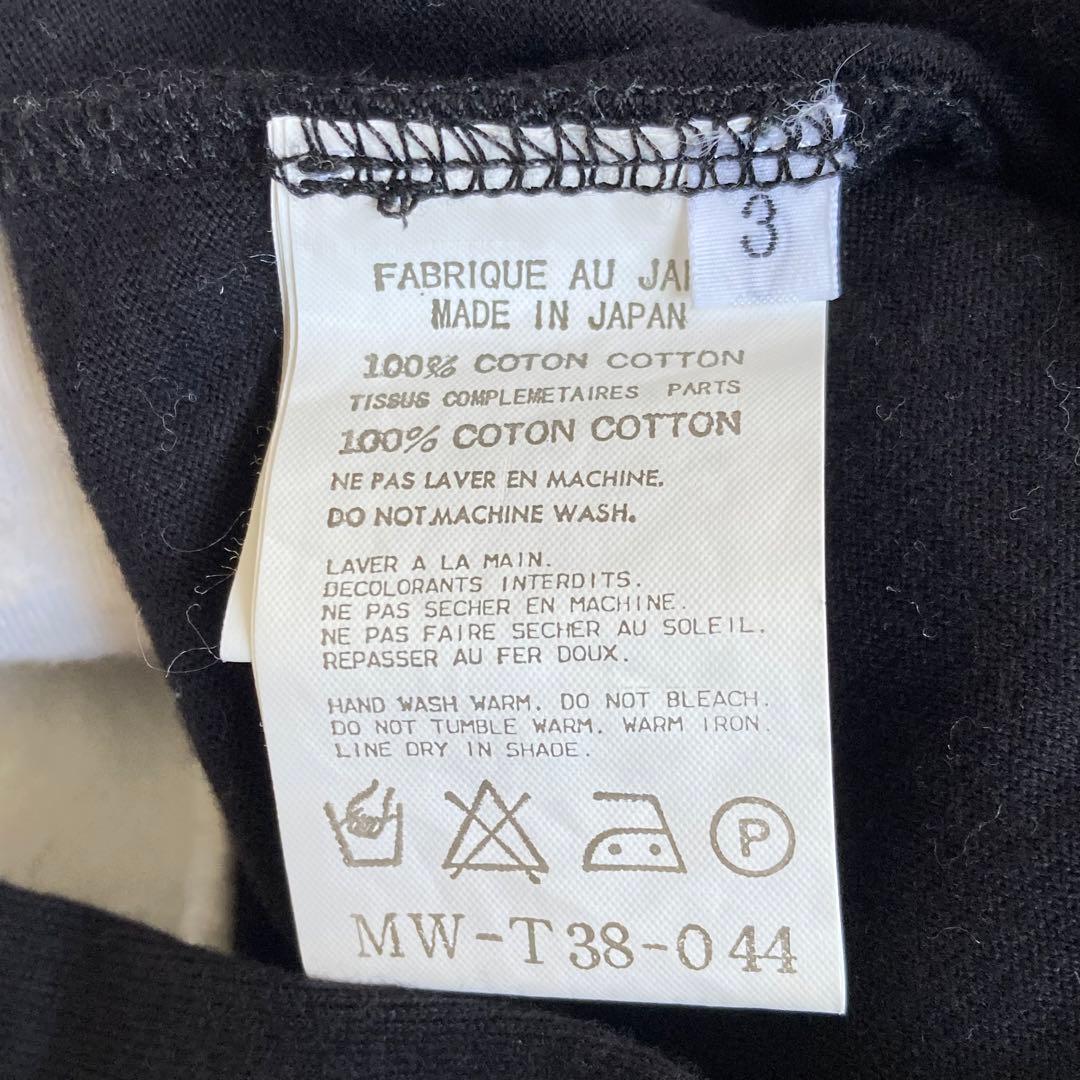 3
FABRIQUE AU JA
MADE IN JAPAN
100% COTON COTTON
TISSUS COMPLEMETAIRES PARTS
100% COTON COTTON
NE PAS LAVER EN MACHINE.
DO NOT MACHINE WASH.
LAVER A LA MAIN.
DECOLORANTS INTERDITS.
NE PAS SECHER EN MACHINE.
NE PAS FAIRE SECHER AU SOLEIL.
REPASSER AU FER DOUX.
HAND WASH WARM. DO NOT BLEACH.
DO NOT TUMBLE WARM. WARM IRON.
LINE DRY IN SHADE.
P
MW-T38-044